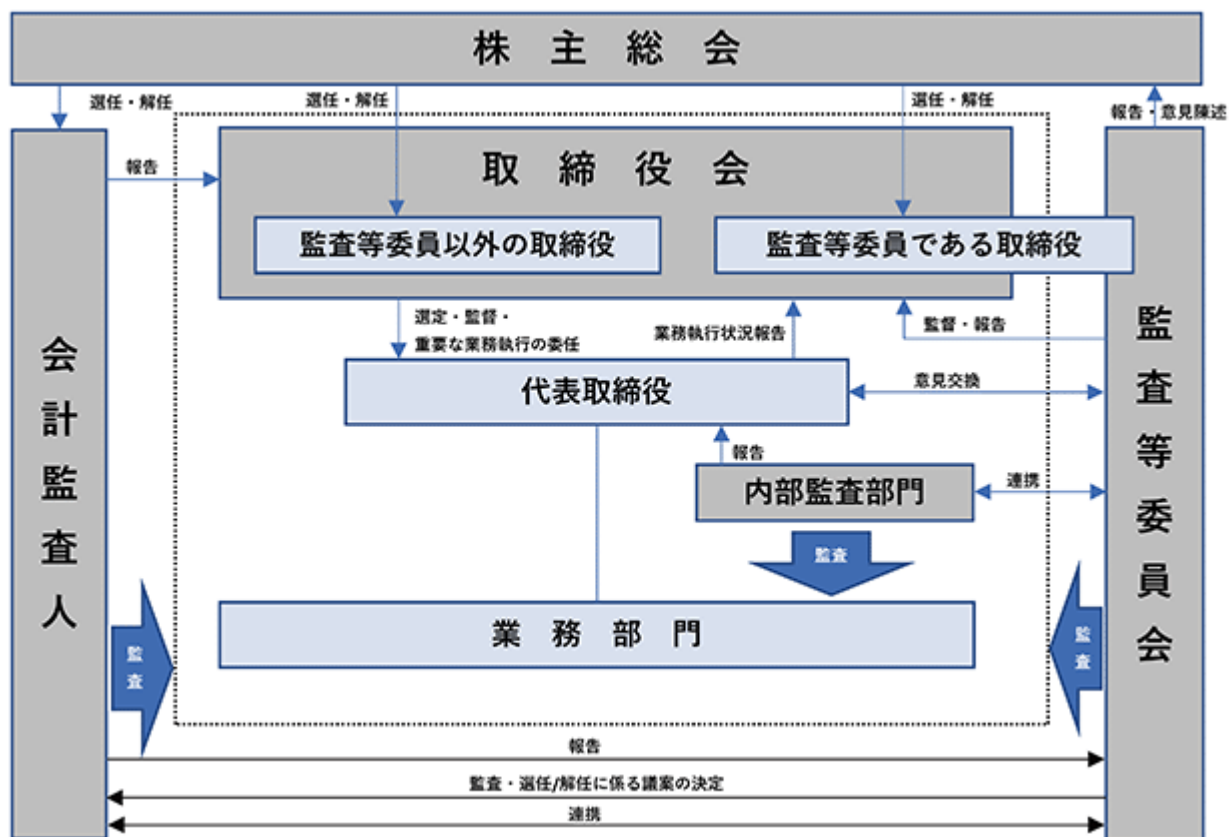 株主総会
選任・解任
選任・解任
選任・解任
報告・意見陳述
報告
取締役会
監査等委員以外の取締役
監査等委員である取締役
選定・監督・
重要な業務執行の委任
業務執行状況報告
監督・報告
代表取締役
意見交換
報告
内部監査部門
連携
監査
業務部門
会計監査人
監査
監査等委員会
監査
報告
監査・選任/解任に係る議案の決定
連携